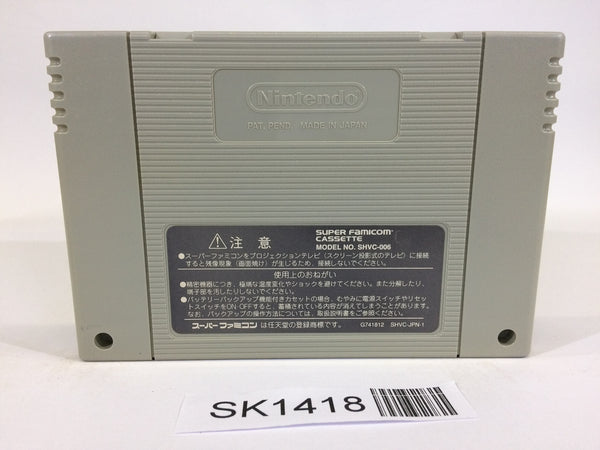 Nintendo
PAT. PEND. MADE IN JAPAN
注意
SUPER FAMICOM
CASSETTE
MODEL NO. SHVC-006
●スーパーファミコンをプロジェクションテレビ（スクリーン投影式のテレビ）に接続
すると残像現象（画面焼け）が生じるため、接続しないでください。
使用上のおねがい
●精密機器につき、極端な温度変化やショックを避けてください。また分解したり、
端子部を汚したりしないでください。
●バッテリーバックアップ機能付きカセットの場合、むやみに電源スイッチやリセ
ットスイッチをON・OFFすると、蓄積されている内容が消えてしまうことがあります。
なお、バックアップの操作方法については、取扱説明書をご参照ください。
スーパーファミコン は任天堂の登録商標です。
G741812 SHVC-JPN-1
SK1418